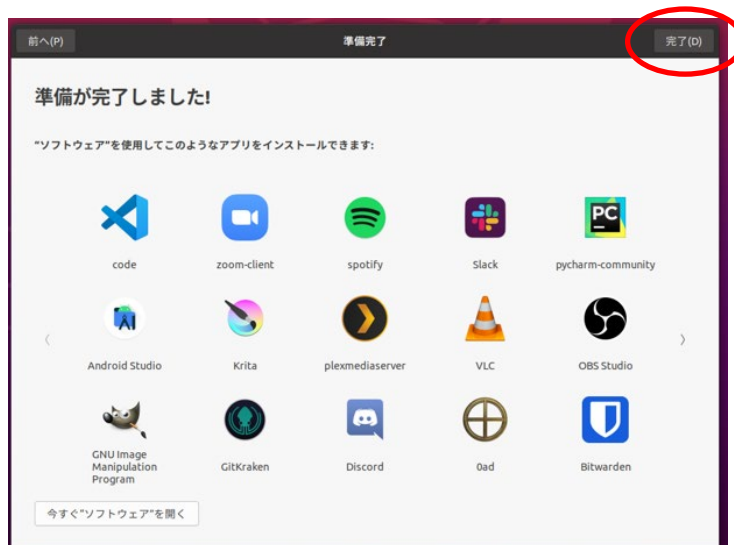 前へ(P)
準備完了
完了(D)
準備が完了しました!
"ソフトウェア"を使用してこのようなアプリをインストールできます:
PC
code
zoom-client
spotify
Slack
pycharm-community
Android Studio
Krita
plexmediaserver
VLC
OBS Studio
GNU Image
Manipulation
Program
GitKraken
Discord
0ad
Bitwarden
今すぐ"ソフトウェア"を開く